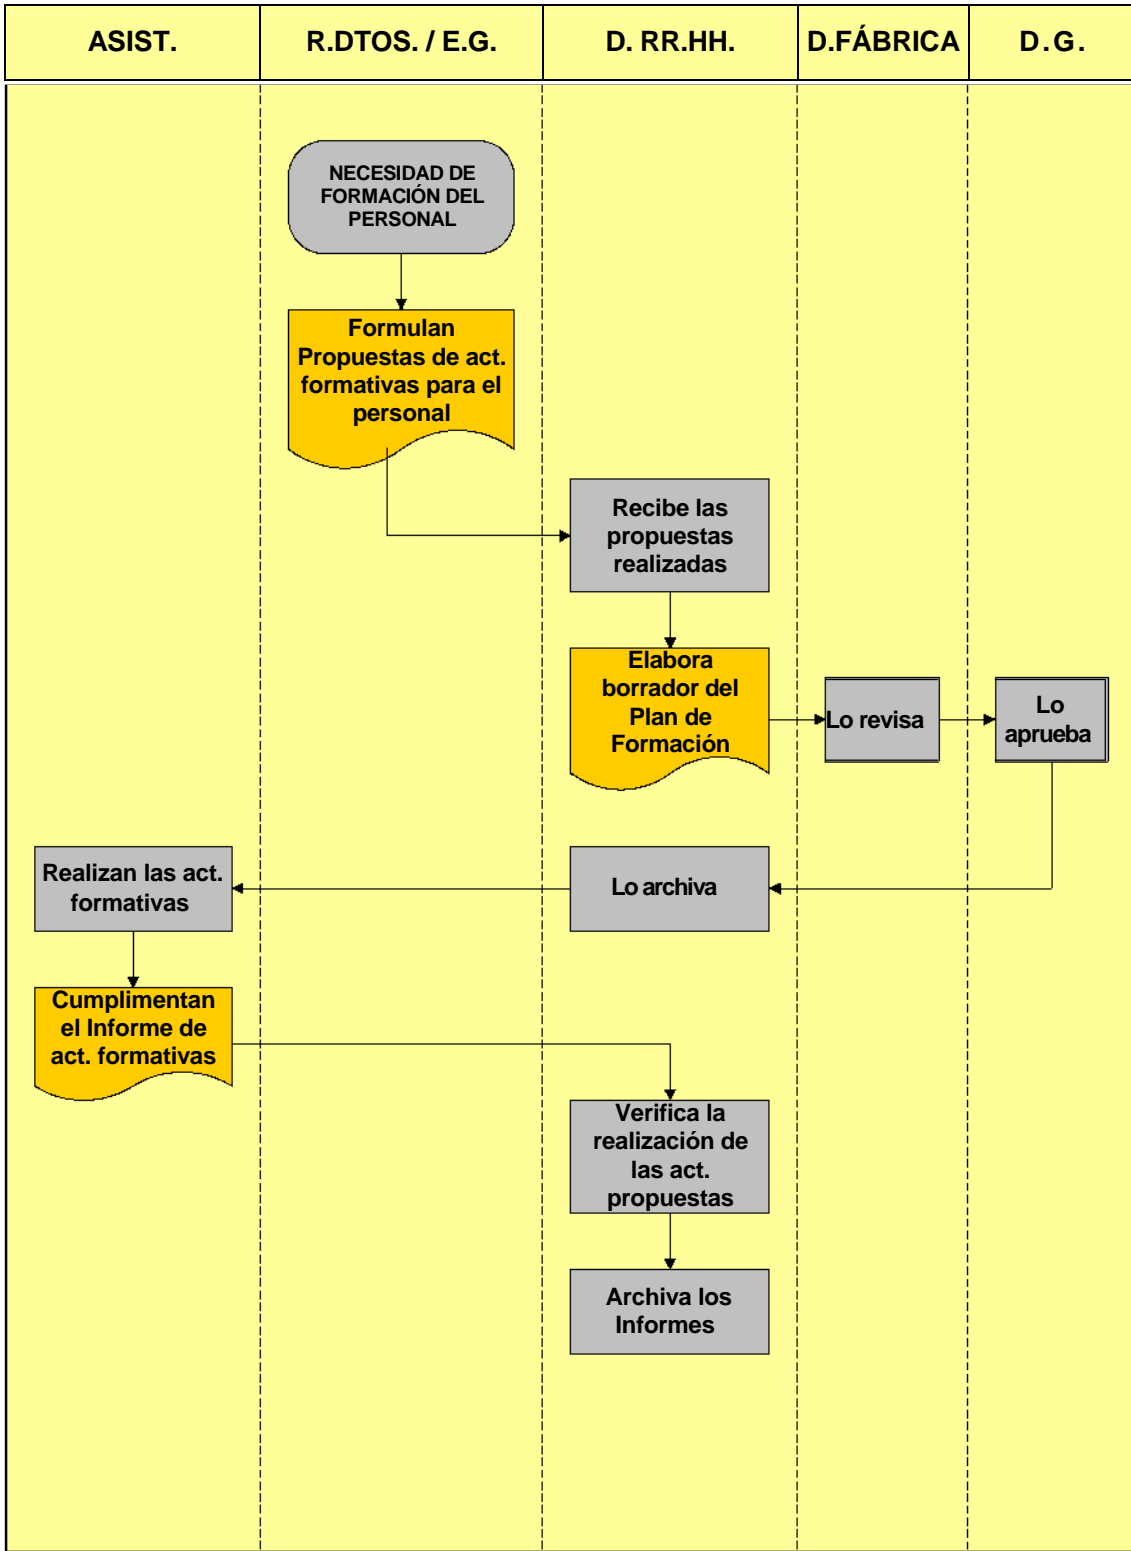 ASIST.
R.DTOS. / E.G.
D. RR.HH.
D.FÁBRICA
D.G.
NECESIDAD DE
FORMACIÓN DEL
PERSONAL
Formulan
Propuestas de act.
formativas para el
personal
Recibe las
propuestas
realizadas
Elabora
borrador del
Plan de
Formación
Lo revisa
Lo
aprueba
Realizan las act.
formativas
Lo archiva
Cumplimentan
el Informe de
act. formativas
Verifica la
realización de
las act.
propuestas
Archiva los
Informes